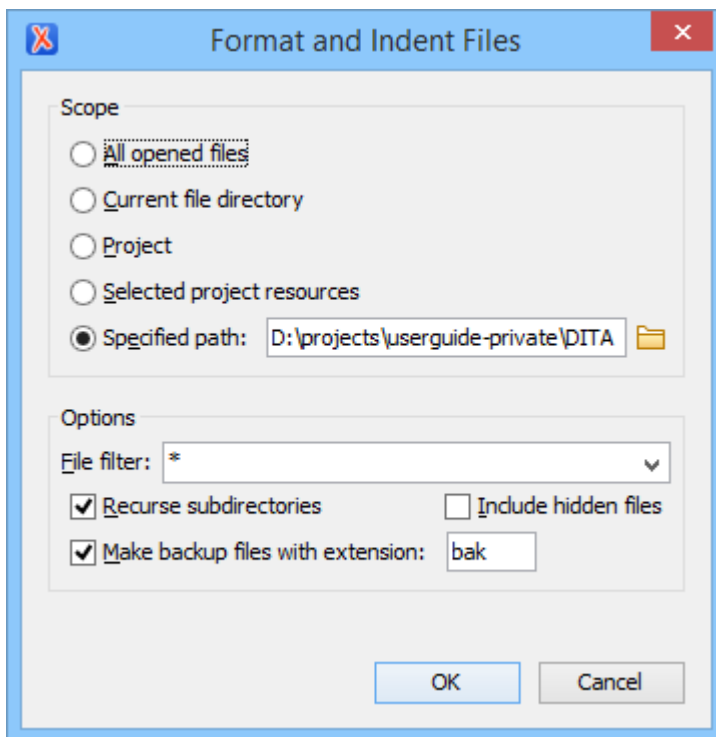 Format and Indent Files
Scope
All opened files
Current file directory
Project
Selected project resources
Specified path: D:\projects\userguide-private\DITA
Options
File filter: *
Recurse subdirectories Include hidden files
Make backup files with extension: bak
OK Cancel